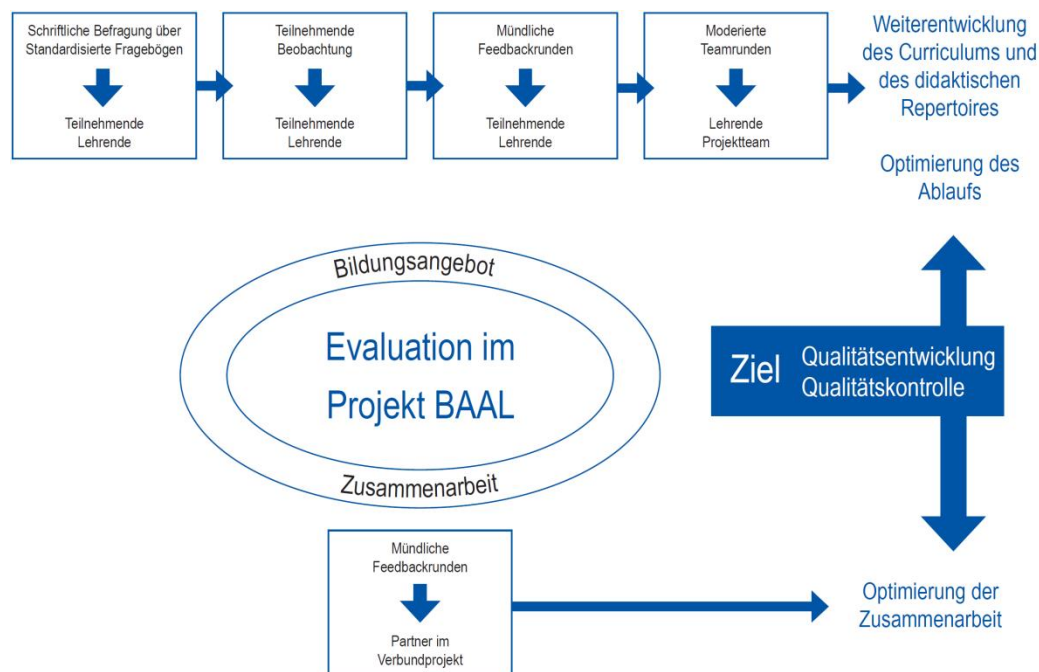 Schriftliche Befragung über
Standardisierte Fragebögen
Teilnehmende
Lehrende
Teilnehmende
Beobachtung
Teilnehmende
Lehrende
Mündliche
Feedbackrunden
Teilnehmende
Lehrende
Moderierte
Teamrunden
Lehrende
Projektteam
Weiterentwicklung
des Curriculums und
des didaktischen
Repertoires
Optimierung des
Ablaufs
Bildungsangebot
Evaluation im
Projekt BAAL
Zusammenarbeit
Ziel
Qualitätsentwicklung
Qualitätskontrolle
Mündliche
Feedbackrunden
Partner im
Verbundprojekt
Optimierung der
Zusammenarbeit